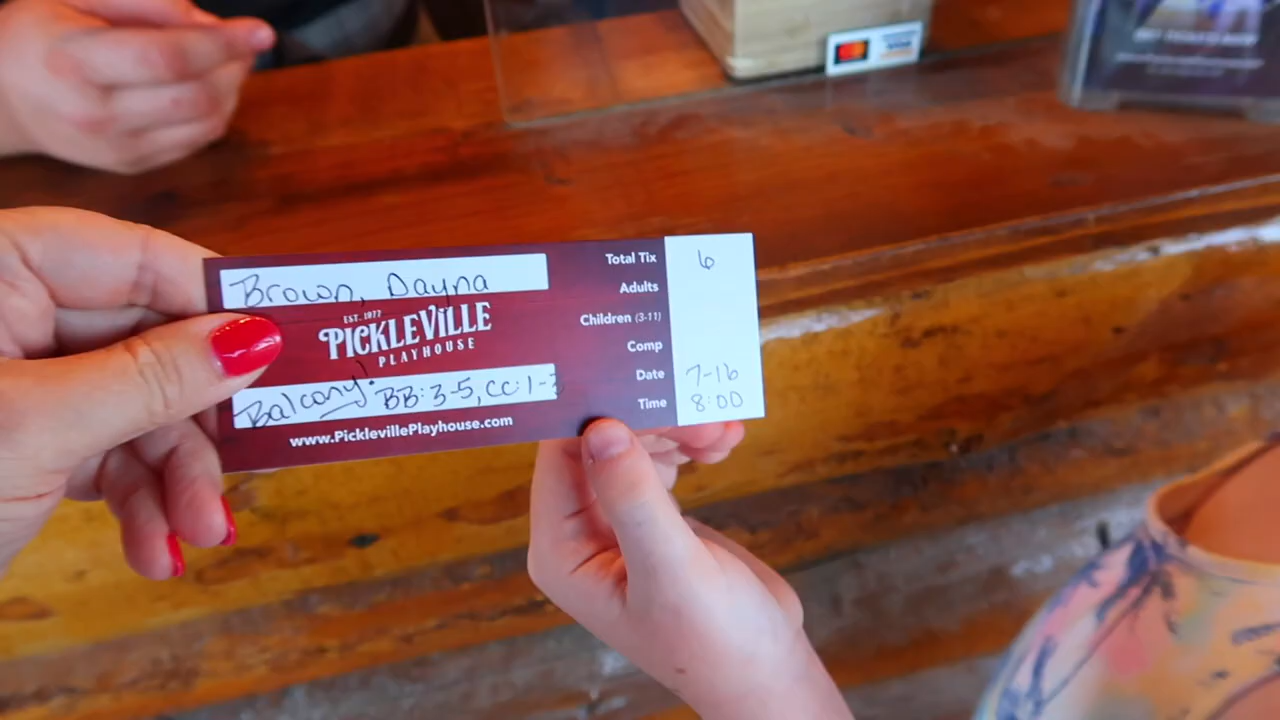 Brown, Dayna
EST. 1977
PICKLEVILLE
PLAYHOUSE
Balcony! BB:3-5, CC:1-3
www.PicklevillePlayhouse.com
Total Tix 6
Adults
Children (3-11)
Comp
Date 7-16
Time 8:00